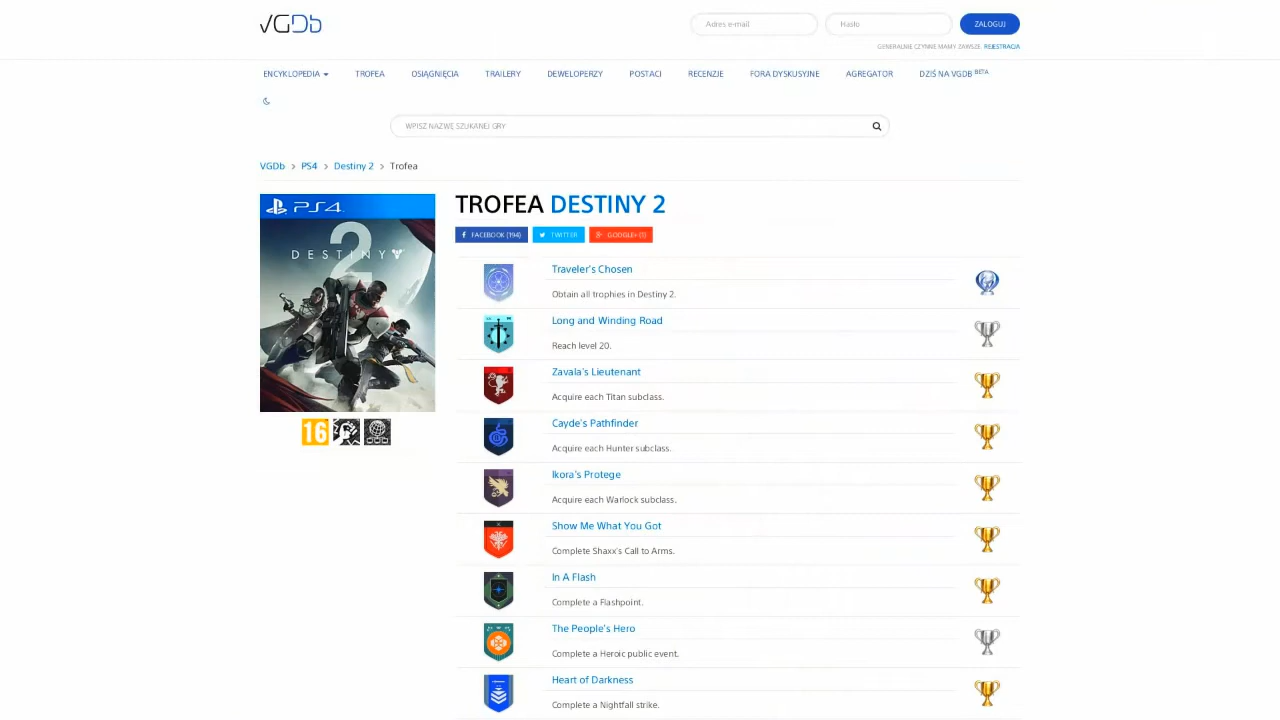 VGDb
Adres e-mail
Hasło
ZALOGUJ
GENERALNIE CZYNNE MAMY ZAWSZE. REJESTRACJA
ENCYKLOPEDIA TROFEA OSIĄGNIĘCIA TRAILERY DEWELOPERZY POSTACI RECENZJE FORA DYSKUSYJNE AGREGATOR DZIŚ NA VGDB BETA
WPISZ NAZWĘ SZUKANEJ GRY
VGDb > PS4 > Destiny 2 > Trofea
PS4
2
DESTINY
16
TROFEA DESTINY 2
FACEBOOK (194) TWITTER GOOGLE+ (1)
Traveler's Chosen
Obtain all trophies in Destiny 2.
Long and Winding Road
Reach level 20.
Zavala's Lieutenant
Acquire each Titan subclass.
Cayde's Pathfinder
Acquire each Hunter subclass.
Ikora's Protege
Acquire each Warlock subclass.
Show Me What You Got
Complete Shaxx's Call to Arms.
In A Flash
Complete a Flashpoint.
The People's Hero
Complete a Heroic public event.
Heart of Darkness
Complete a Nightfall strike.